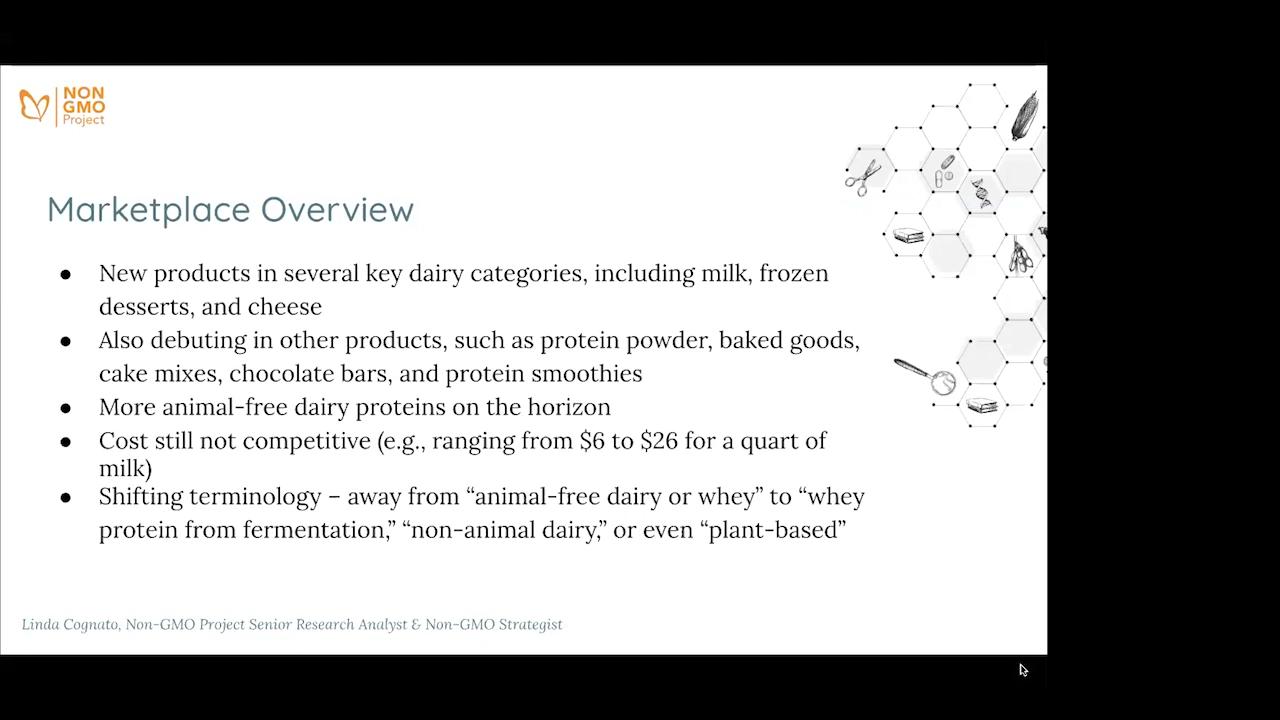 NON
GMO
Project
Marketplace Overview
● New products in several key dairy categories, including milk, frozen
desserts, and cheese
● Also debuting in other products, such as protein powder, baked goods,
cake mixes, chocolate bars, and protein smoothies
● More animal-free dairy proteins on the horizon
● Cost still not competitive (e.g., ranging from $6 to $26 for a quart of
milk)
● Shifting terminology – away from “animal-free dairy or whey” to “whey
protein from fermentation,” “non-animal dairy,” or even “plant-based”
Linda Cognato, Non-GMO Project Senior Research Analyst & Non-GMO Strategist